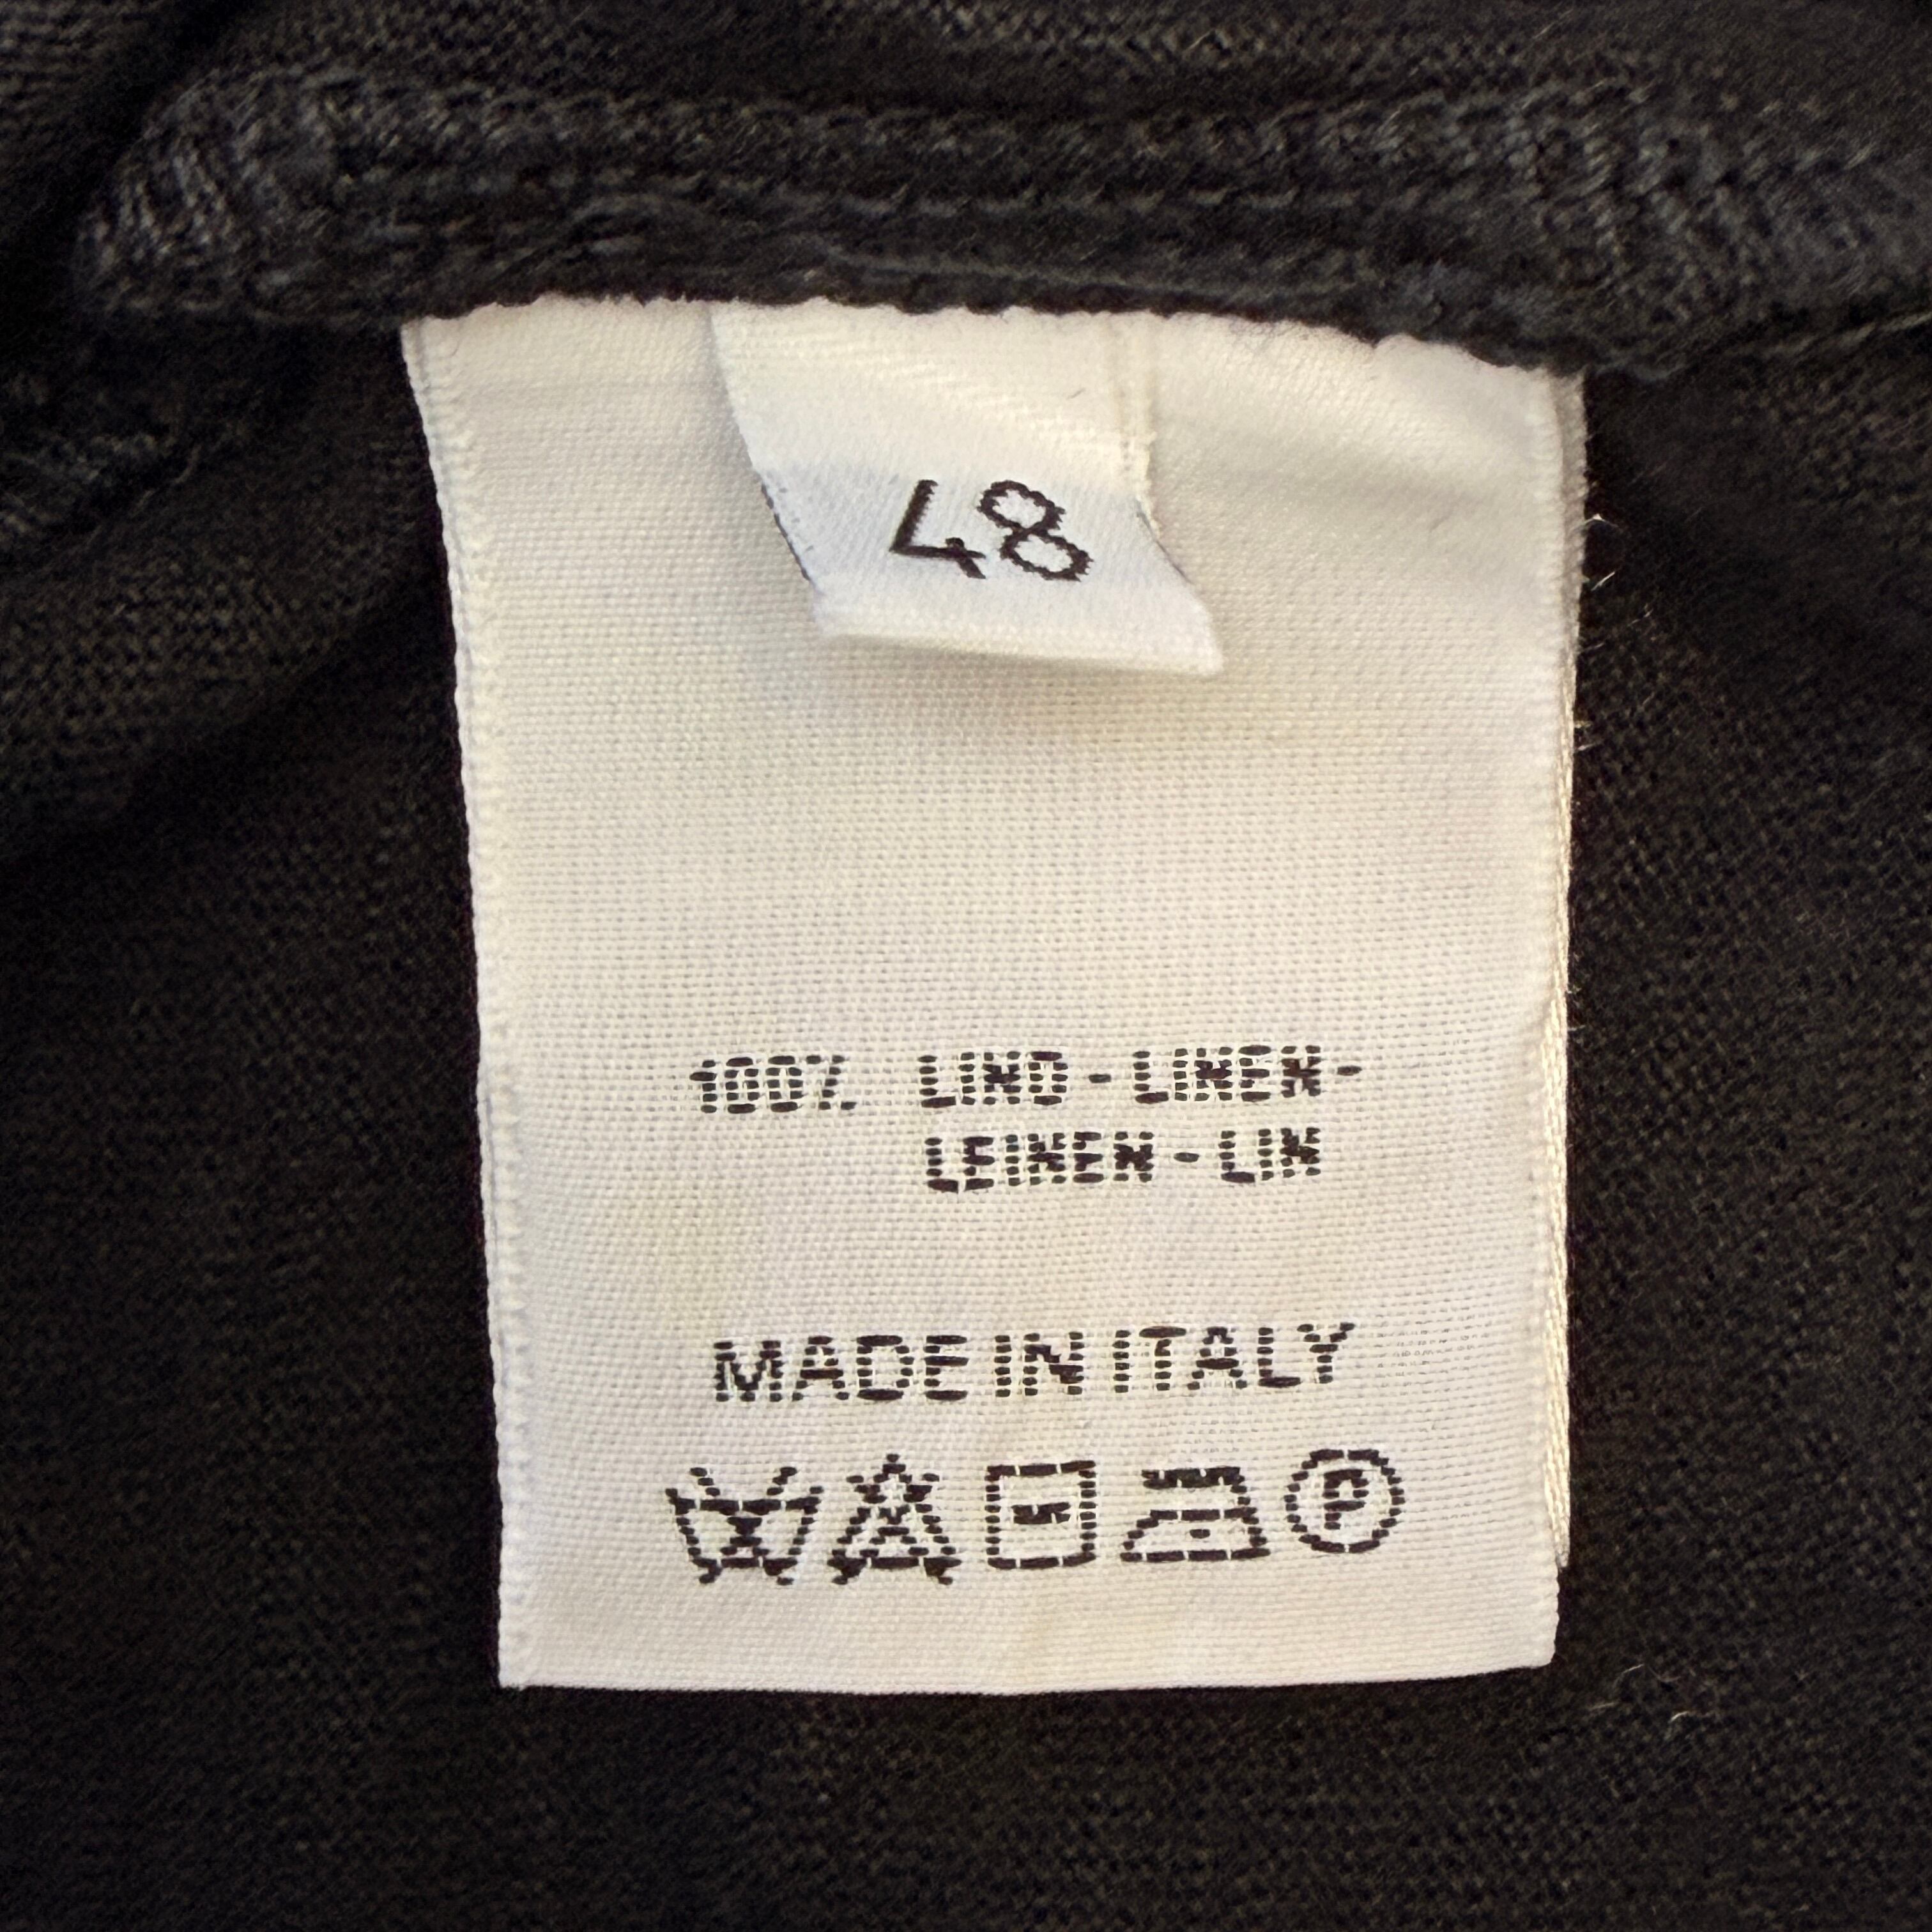 48
100% LINO - LINEN -
LEINEN - LIN
MADE IN ITALY
P